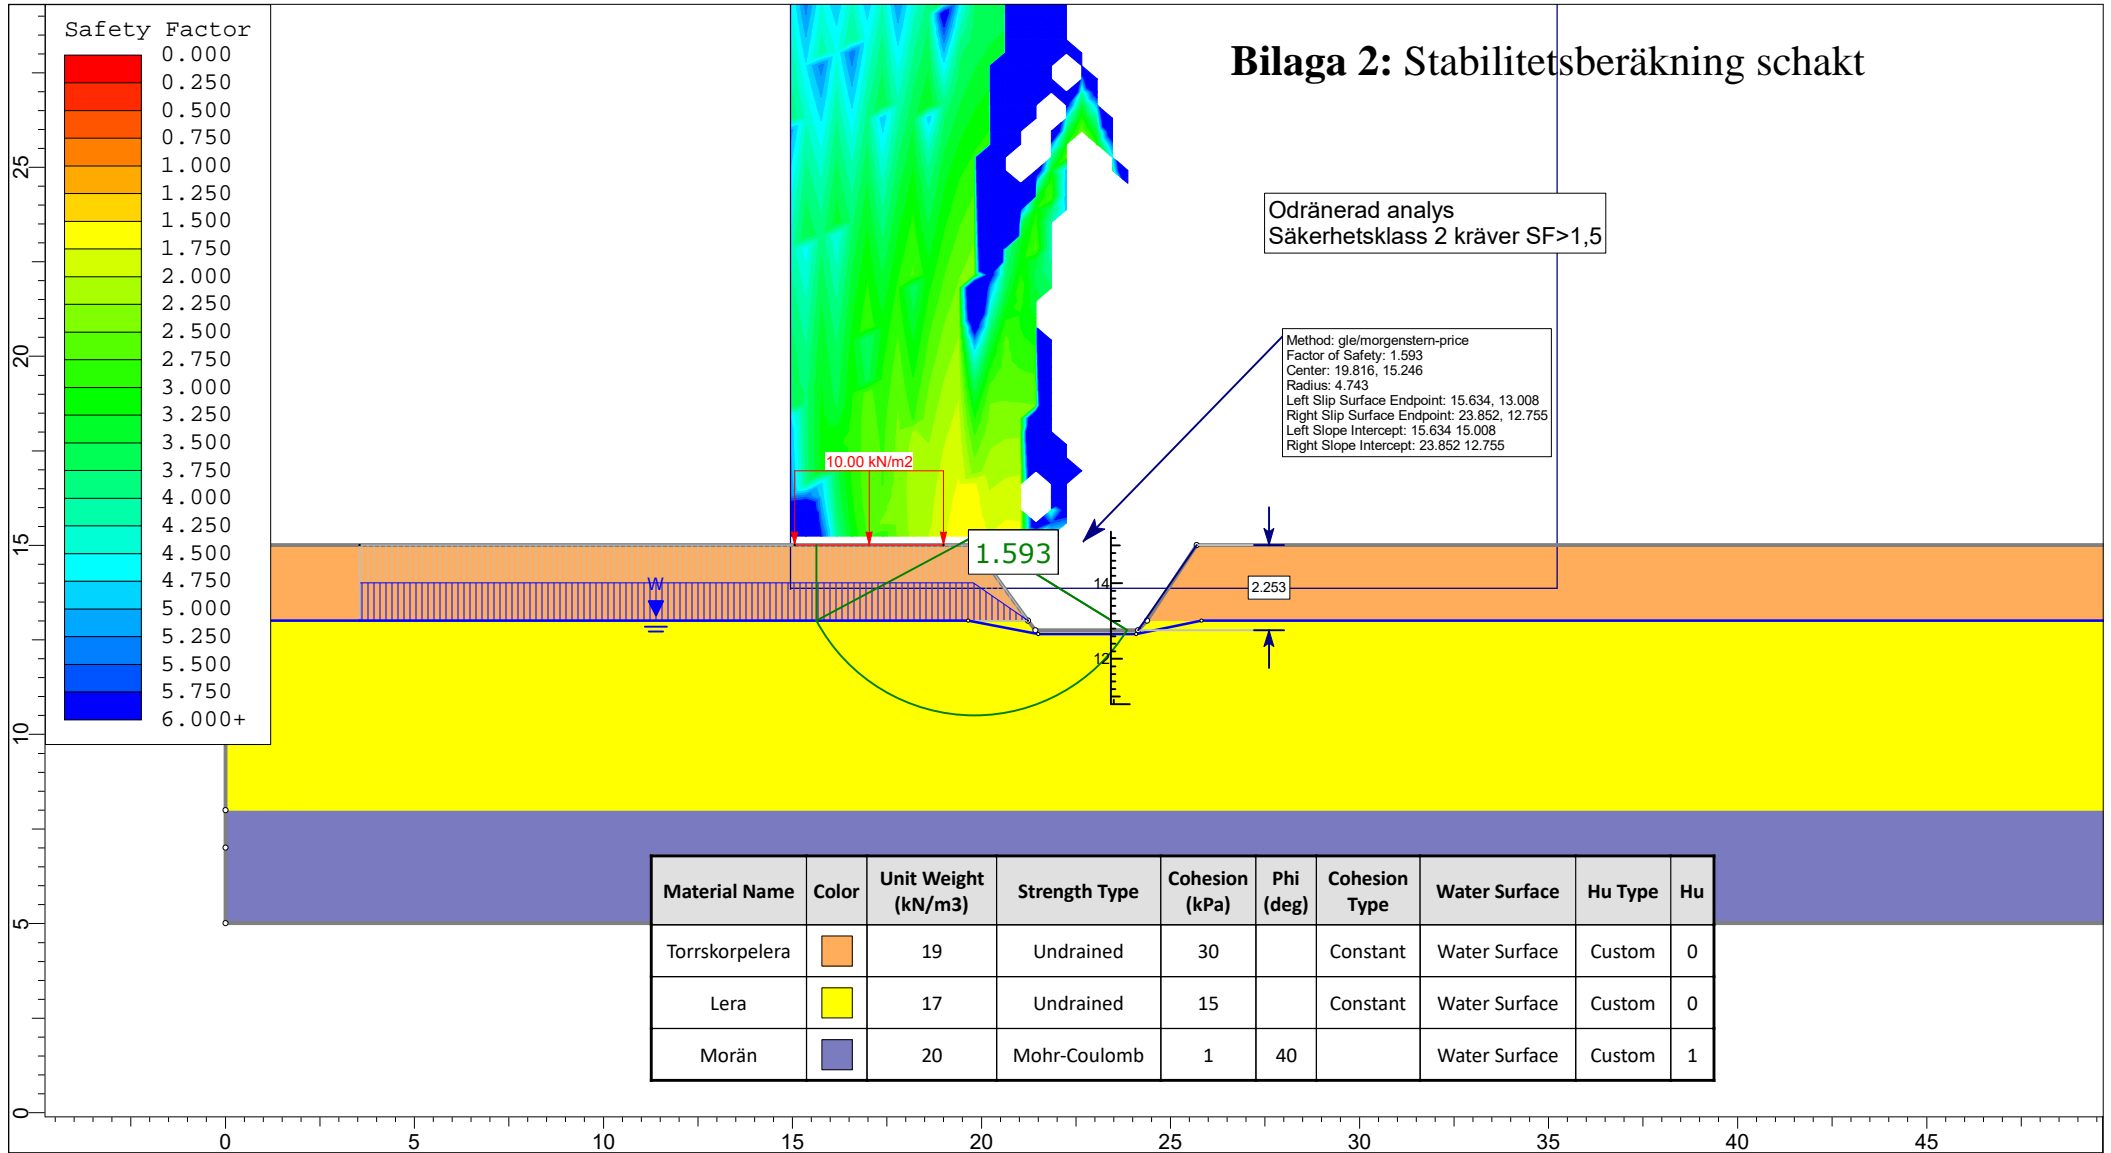 Safety Factor
0.000
0.250
0.500
0.750
1.000
1.250
1.500
1.750
2.000
2.250
2.500
2.750
3.000
3.250
3.500
3.750
4.000
4.250
4.500
4.750
5.000
5.250
5.500
5.750
6.000+
Bilaga 2: Stabilitetsberäkning schakt
Odränerad analys
Säkerhetsklass 2 kräver SF>1,5
Method: gle/morgenstern-price
Factor of Safety: 1.593
Center: 19.816, 15.246
Radius: 4.743
Left Slip Surface Endpoint: 15.634, 13.008
Right Slip Surface Endpoint: 23.852, 12.755
Left Slope Intercept: 15.634 15.008
Right Slope Intercept: 23.852 12.755
10.00 kN/m2
1.593
W
14
12
2.253
25
20
15
10
5
0
Material Name Color Unit Weight (kN/m3) Strength Type Cohesion (kPa) Phi (deg) Cohesion Type Water Surface Hu Type Hu
Torrskorpelera 19 Undrained 30 Constant Water Surface Custom 0
Lera 17 Undrained 15 Constant Water Surface Custom 0
Morän 20 Mohr-Coulomb 1 40 Water Surface Custom 1
0 5 10 15 20 25 30 35 40 45